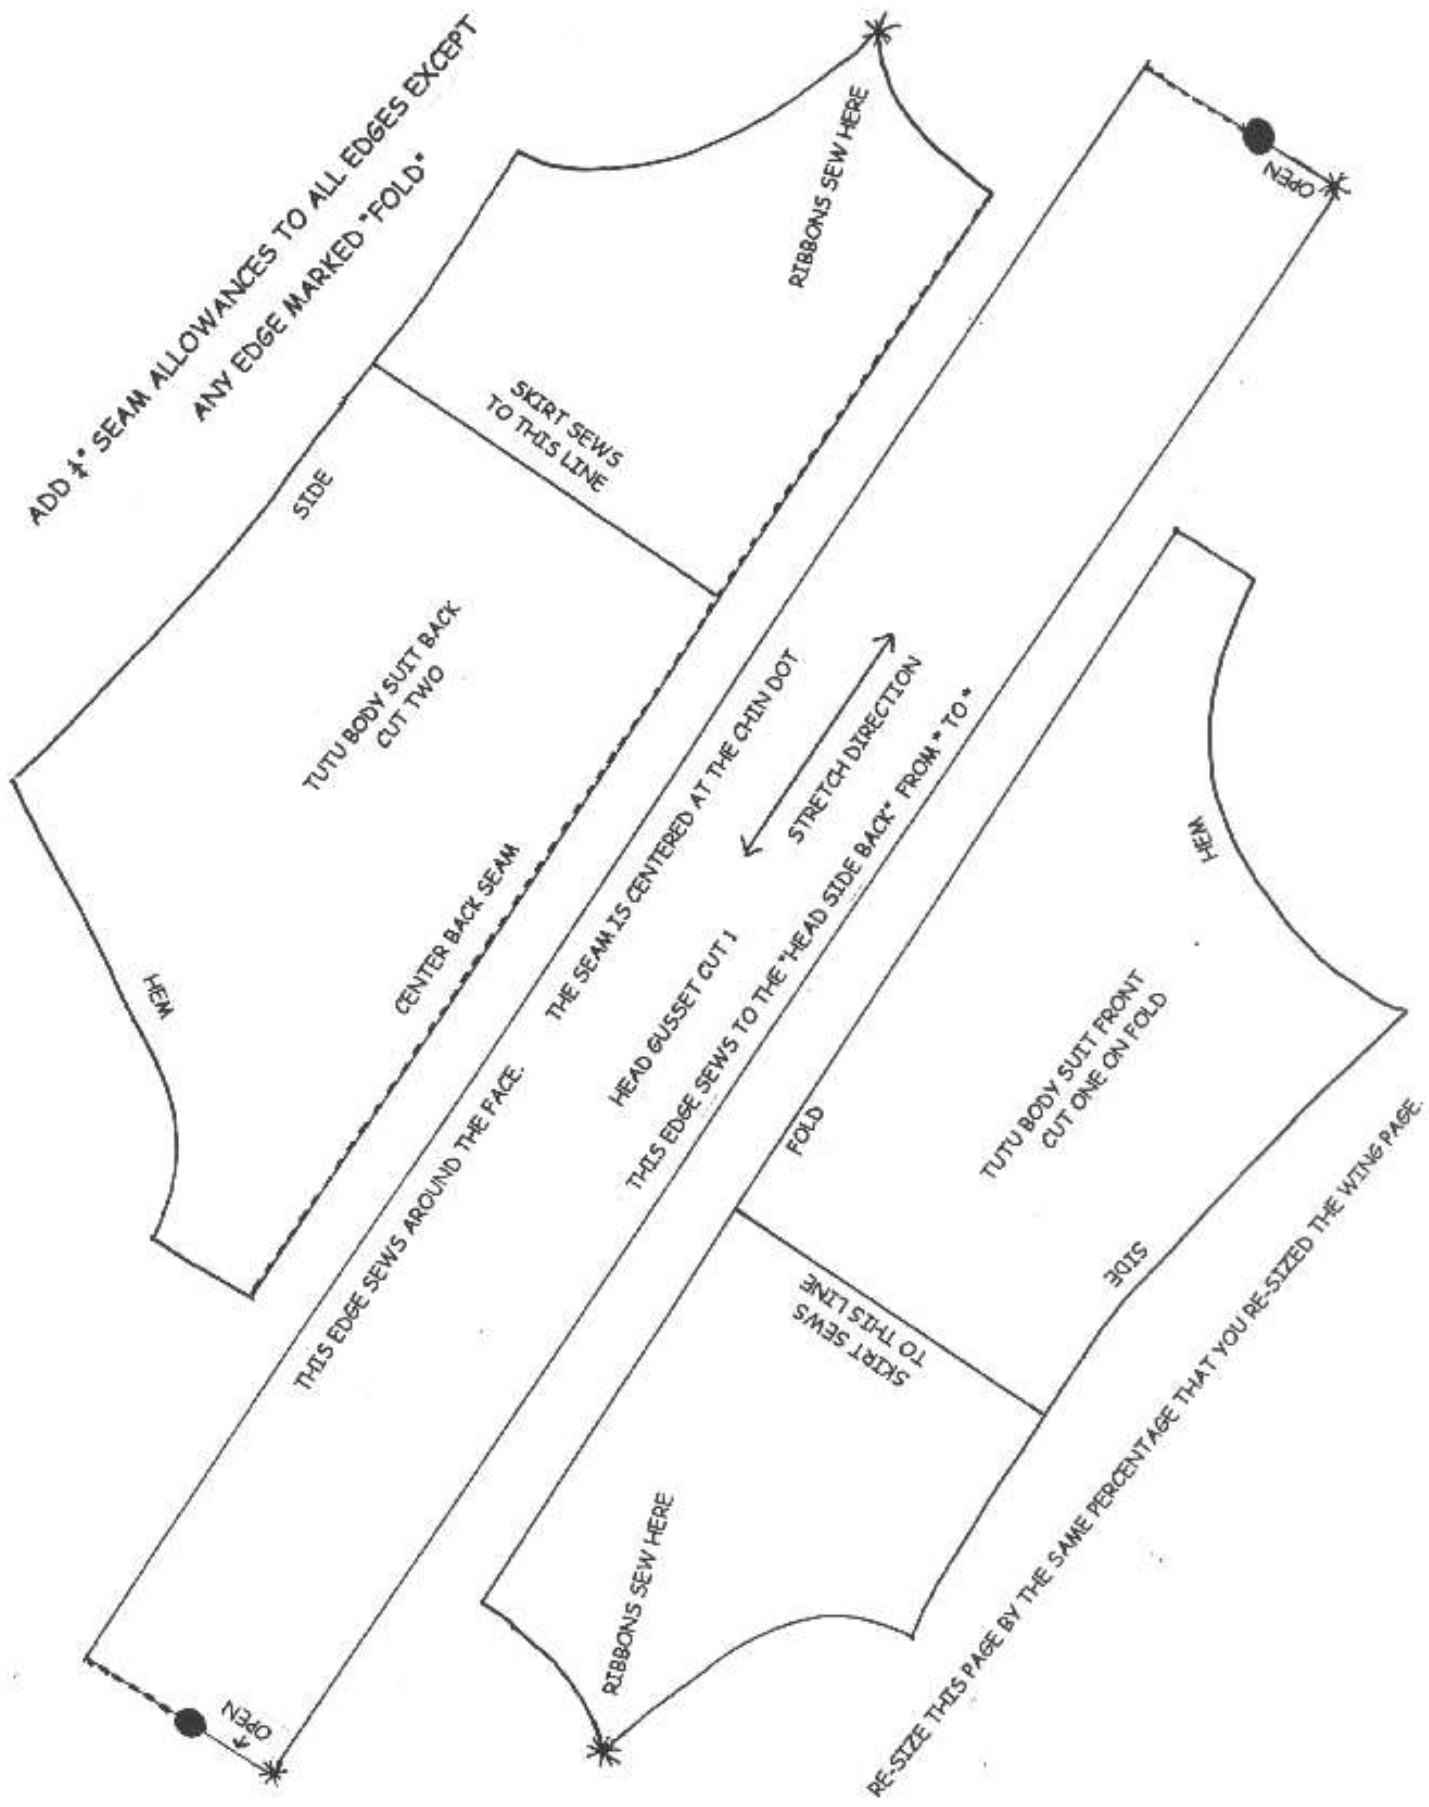 ADD ¼" SEAM ALLOWANCES TO ALL EDGES EXCEPT
ANY EDGE MARKED "FOLD"
RIBBONS SEW HERE
SKIRT SEWS
TO THIS LINE
SIDE
TUTU BODY SUIT BACK
CUT TWO
HEM
CENTER BACK SEAM
OPEN
THIS EDGE SEWS AROUND THE FACE. THE SEAM IS CENTERED AT THE CHIN DOT
STRETCH DIRECTION
HEAD GUSSET CUT 1
THIS EDGE SEWS TO THE "HEAD SIDE BACK" FROM * TO *
OPEN
FOLD
HEM
TUTU BODY SUIT FRONT
CUT ONE ON FOLD
SIDE
SKIRT SEWS
TO THIS LINE
RIBBONS SEW HERE
RE-SIZE THIS PAGE BY THE SAME PERCENTAGE THAT YOU RE-SIZED THE WING PAGE.